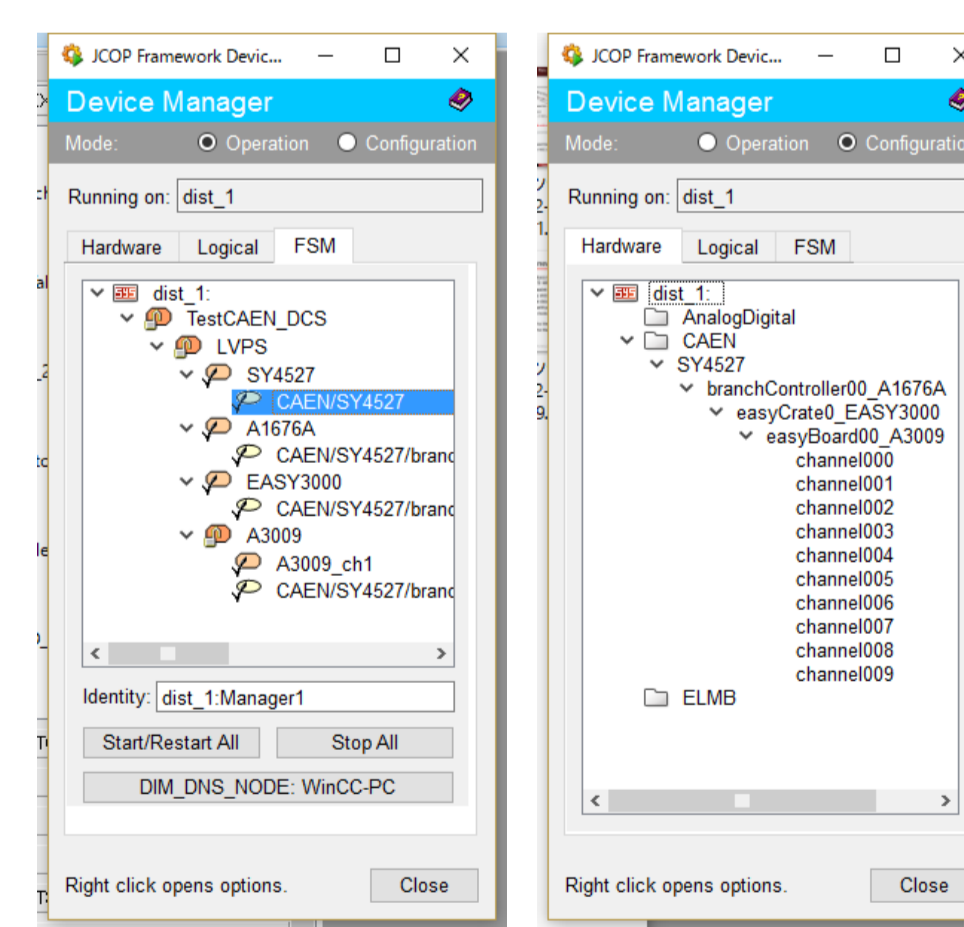 JCOP Framework Devic...
Device Manager
Mode: Operation Configuration
Running on: dist_1
Hardware Logical FSM
dist_1:
TestCAEN_DCS
LVPS
SY4527
CAEN/SY4527
A1676A
CAEN/SY4527/branc
EASY3000
CAEN/SY4527/branc
A3009
A3009_ch1
CAEN/SY4527/branc
Identity: dist_1:Manager1
Start/Restart All Stop All
DIM_DNS_NODE: WinCC-PC
Right click opens options. Close
JCOP Framework Devic...
Device Manager
Mode: Operation Configuratio
Running on: dist_1
Hardware Logical FSM
dist_1:
AnalogDigital
CAEN
SY4527
branchController00_A1676A
easyCrate0_EASY3000
easyBoard00_A3009
channel000
channel001
channel002
channel003
channel004
channel005
channel006
channel007
channel008
channel009
ELMB
Right click opens options. Close